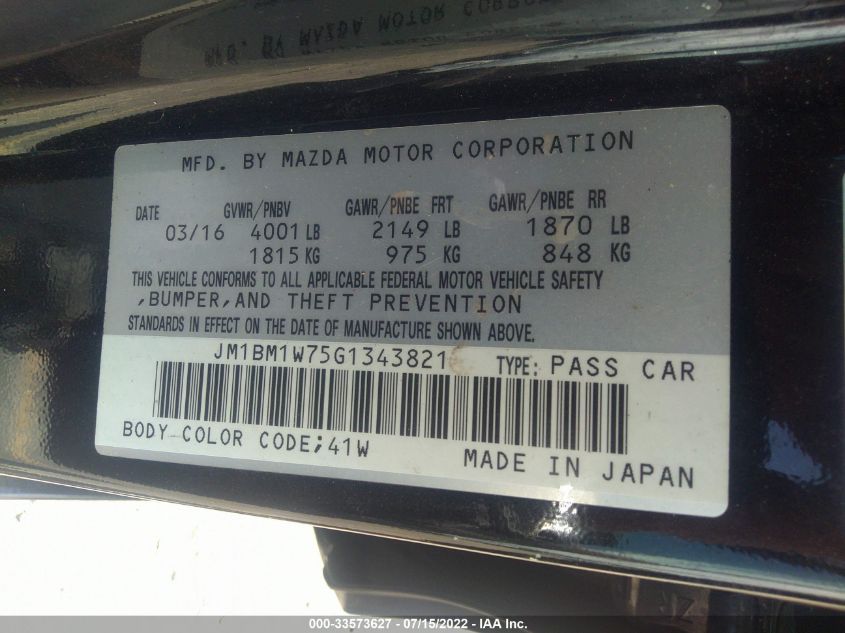 MFD. BY MAZDA MOTOR CORPORATION
DATE GVWR/PNBV GAWR/PNBE FRT GAWR/PNBE RR
03/16 4001 LB 2149 LB 1870 LB
1815 KG 975 KG 848 KG
THIS VEHICLE CONFORMS TO ALL APPLICABLE FEDERAL MOTOR VEHICLE SAFETY
,BUMPER,AND THEFT PREVENTION
STANDARDS IN EFFECT ON THE DATE OF MANUFACTURE SHOWN ABOVE.
JM1BM1W75G1343821 TYPE: PASS CAR
BODY COLOR CODE;41W
MADE IN JAPAN
000-33573627 - 07/15/2022 - IAA Inc.